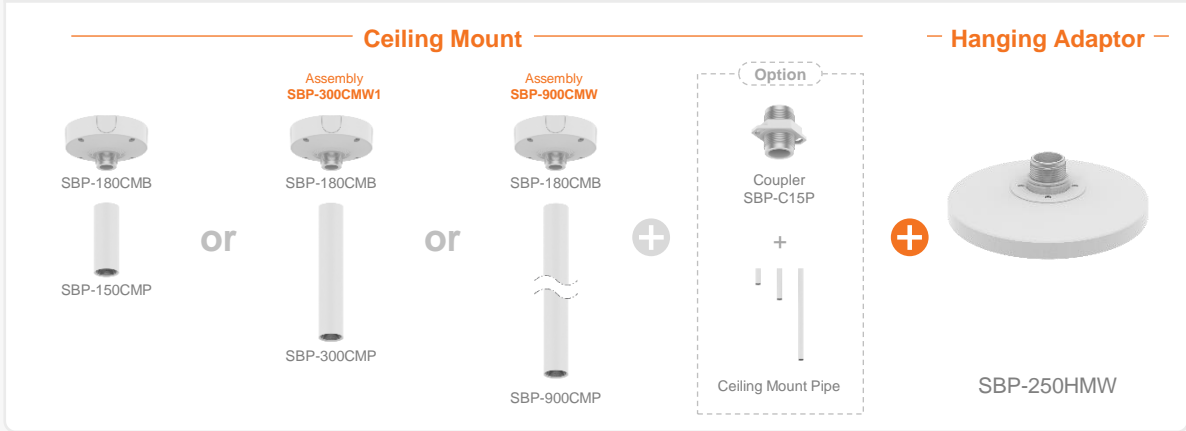 Ceiling Mount
Hanging Adaptor
Assembly
SBP-300CMW1
Assembly
SBP-900CMW
Option
SBP-180CMB
SBP-180CMB
SBP-180CMB
Coupler
SBP-C15P
or
or
+
SBP-150CMP
SBP-300CMP
SBP-900CMP
Ceiling Mount Pipe
SBP-250HMW